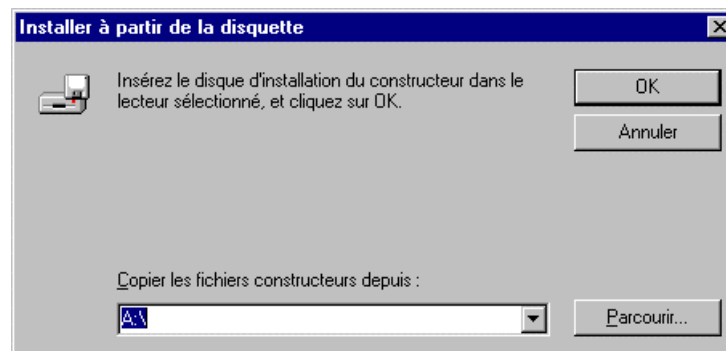 Installer à partir de la disquette
Insérez le disque d'installation du constructeur dans le
lecteur sélectionné, et cliquez sur OK.
OK
Annuler
Copier les fichiers constructeurs depuis :
A:\
Parcourir...